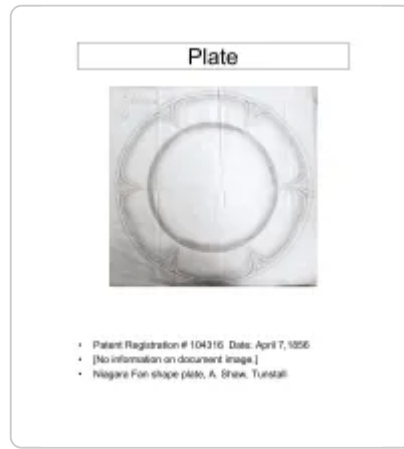 Plate
• Patent Registration # 104316 Date: April 7, 1856
• [No information on document image.]
• Niagara Fan shape plate, A. Shaw, Tunstall